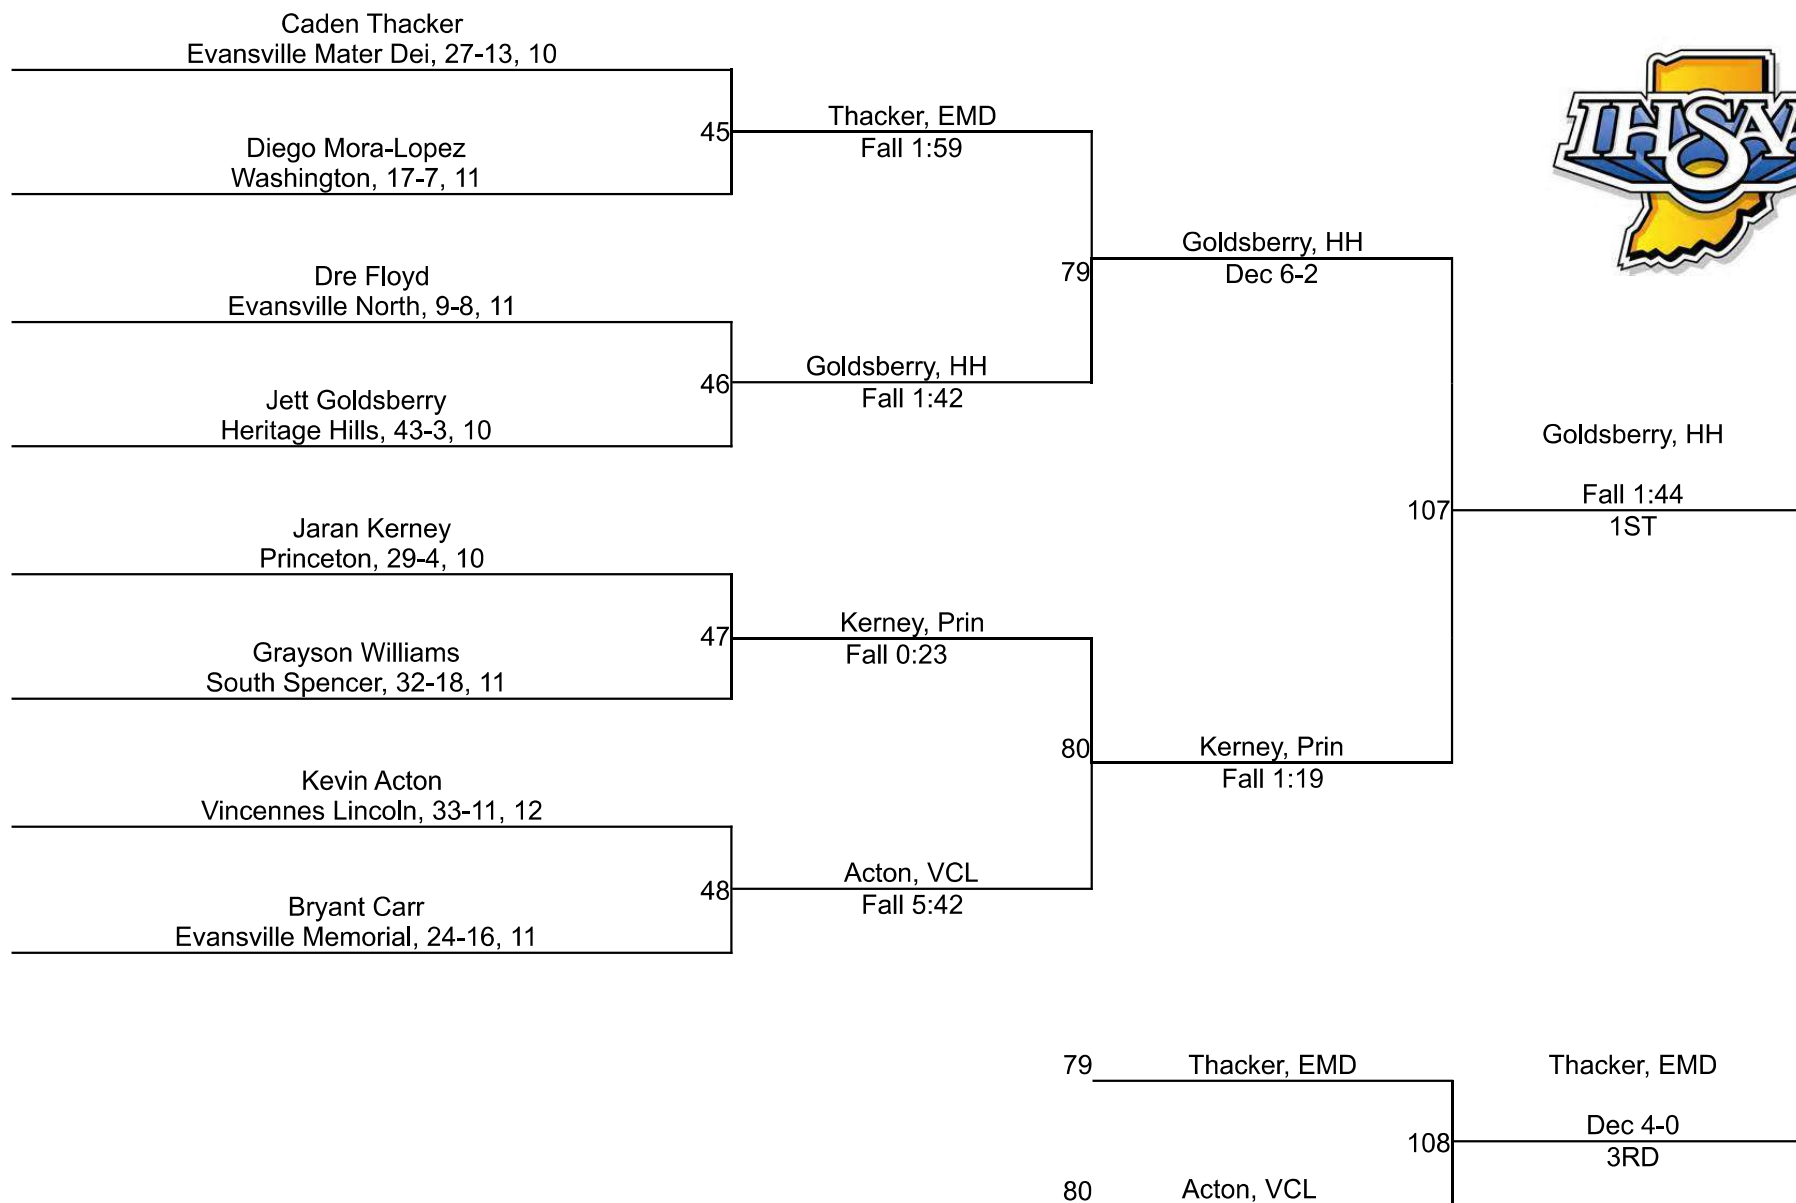 Caden Thacker
Evansville Mater Dei, 27-13, 10
45
Diego Mora-Lopez
Washington, 17-7, 11
Thacker, EMD
Fall 1:59
Dre Floyd
Evansville North, 9-8, 11
46
Jett Goldsberry
Heritage Hills, 43-3, 10
Goldsberry, HH
Fall 1:42
79
Goldsberry, HH
Dec 6-2
Jaran Kerney
Princeton, 29-4, 10
47
Grayson Williams
South Spencer, 32-18, 11
Kerney, Prin
Fall 0:23
Kevin Acton
Vincennes Lincoln, 33-11, 12
48
Bryant Carr
Evansville Memorial, 24-16, 11
Acton, VCL
Fall 5:42
80
Kerney, Prin
Fall 1:19
107
Goldsberry, HH
Fall 1:44
1ST
IHSAA
79
Thacker, EMD
80
Acton, VCL
108
Thacker, EMD
Dec 4-0
3RD